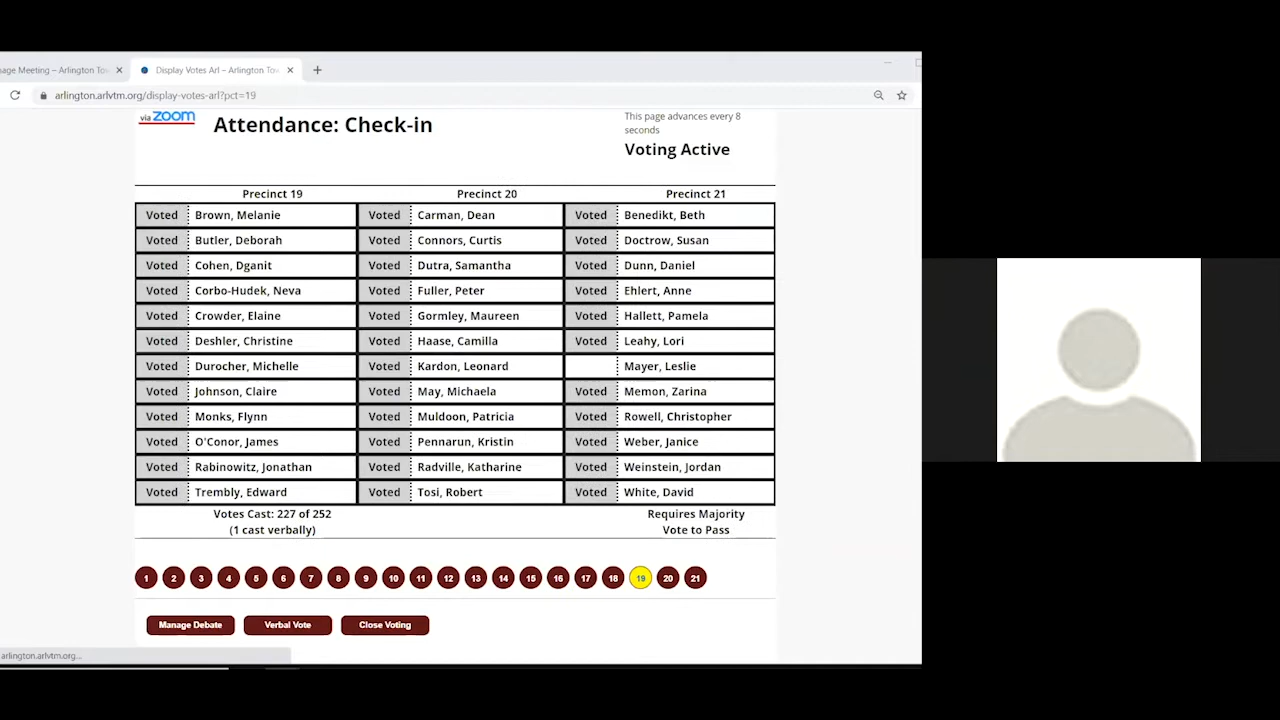 age Meeting – Arlington To
Display Votes Arl – Arlington Tow
arlington.arlvtm.org/display-votes-arl?pct=19
via zoom
Attendance: Check-in
This page advances every 8
seconds
Voting Active
Precinct 19 Precinct 20 Precinct 21
Voted Brown, Melanie Voted Carman, Dean Voted Benedikt, Beth
Voted Butler, Deborah Voted Connors, Curtis Voted Doctrow, Susan
Voted Cohen, Dganit Voted Dutra, Samantha Voted Dunn, Daniel
Voted Corbo-Hudek, Neva Voted Fuller, Peter Voted Ehlert, Anne
Voted Crowder, Elaine Voted Gormley, Maureen Voted Hallett, Pamela
Voted Deshler, Christine Voted Haase, Camilla Voted Leahy, Lori
Voted Durocher, Michelle Voted Kardon, Leonard Mayer, Leslie
Voted Johnson, Claire Voted May, Michaela Voted Memon, Zarina
Voted Monks, Flynn Voted Muldoon, Patricia Voted Rowell, Christopher
Voted O'Conor, James Voted Pennarun, Kristin Voted Weber, Janice
Voted Rabinowitz, Jonathan Voted Radville, Katharine Voted Weinstein, Jordan
Voted Trembly, Edward Voted Tosi, Robert Voted White, David
Votes Cast: 227 of 252 Requires Majority
(1 cast verbally) Vote to Pass
1 2 3 4 5 6 7 8 9 10 11 12 13 14 15 16 17 18 19 20 21
Manage Debate Verbal Vote Close Voting
arlington.arlvtm.org...